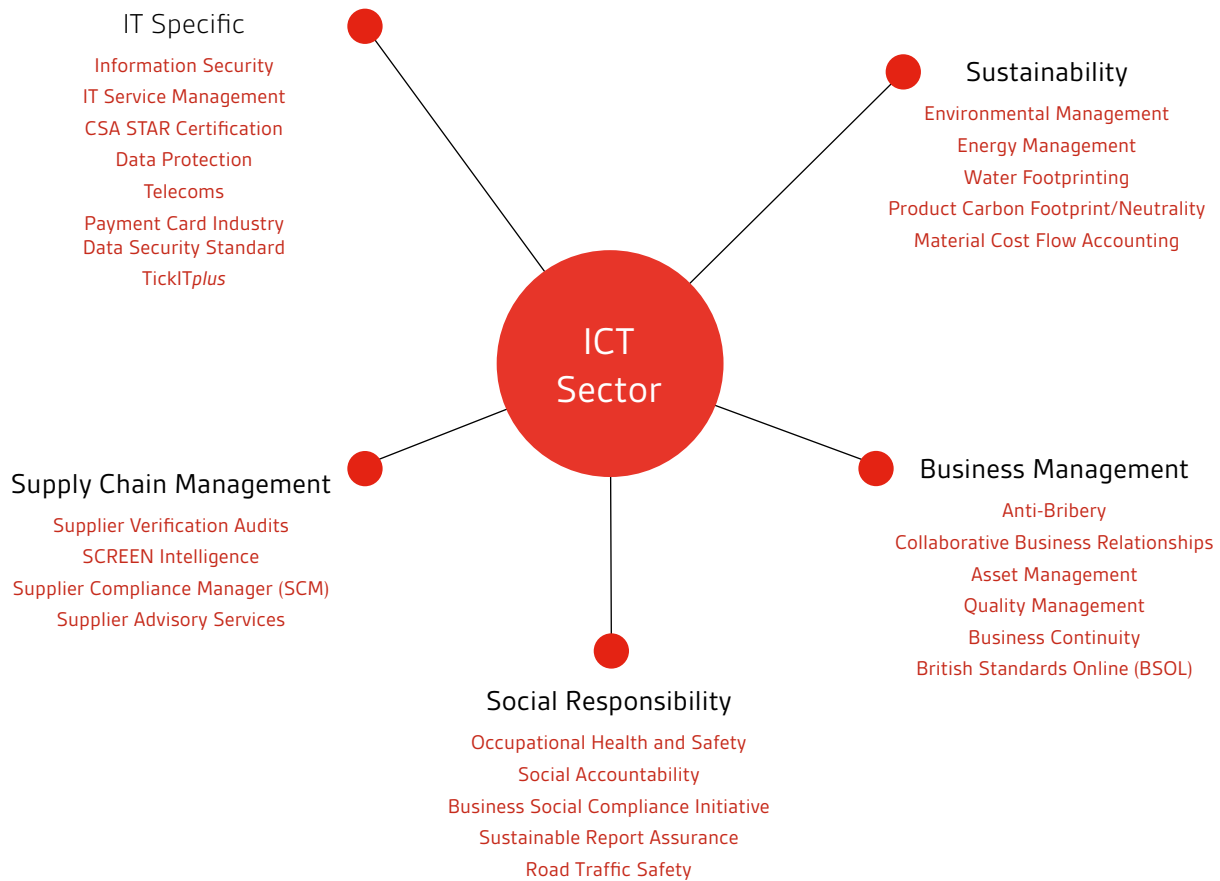 IT Specific
Information Security
IT Service Management
CSA STAR Certification
Data Protection
Telecoms
Payment Card Industry
Data Security Standard
TickITplus
Sustainability
Environmental Management
Energy Management
Water Footprinting
Product Carbon Footprint/Neutrality
Material Cost Flow Accounting
ICT
Sector
Supply Chain Management
Supplier Verification Audits
SCREEN Intelligence
Supplier Compliance Manager (SCM)
Supplier Advisory Services
Business Management
Anti-Bribery
Collaborative Business Relationships
Asset Management
Quality Management
Business Continuity
British Standards Online (BSOL)
Social Responsibility
Occupational Health and Safety
Social Accountability
Business Social Compliance Initiative
Sustainable Report Assurance
Road Traffic Safety